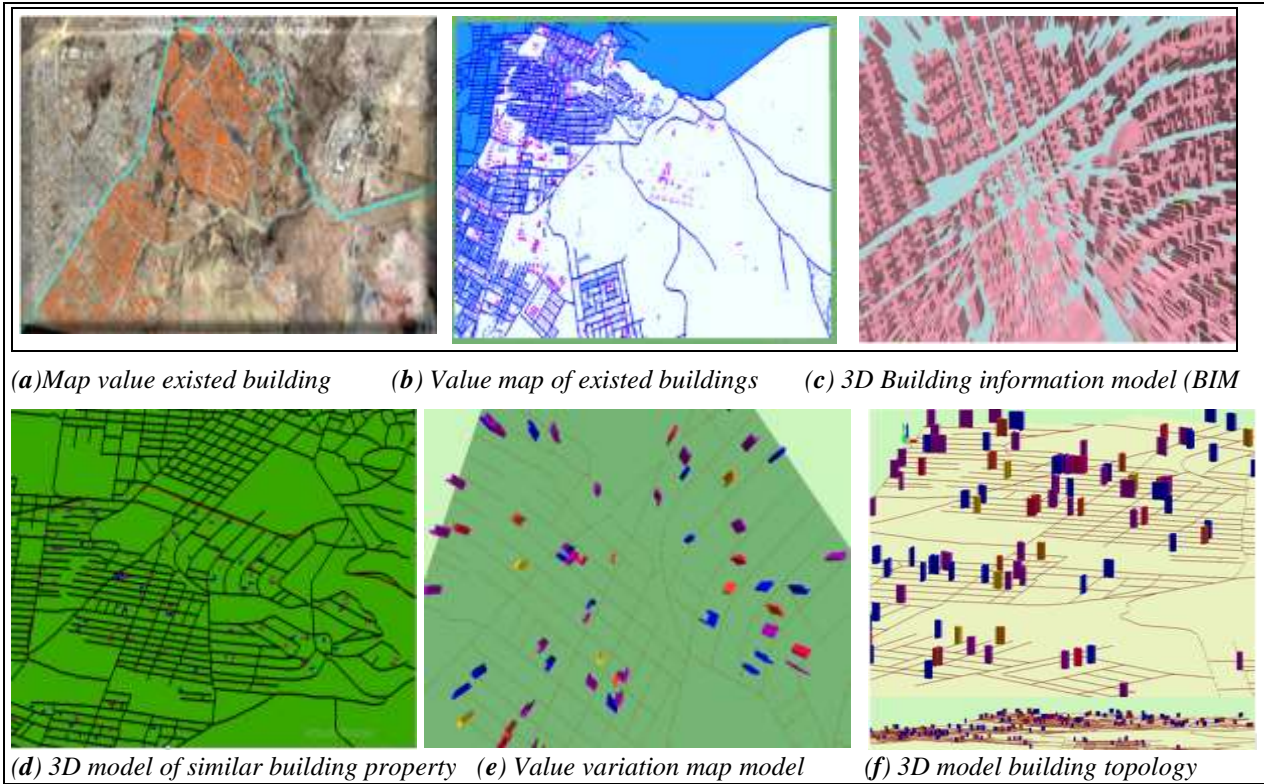 (a)Map value existed building (b) Value map of existed buildings (c) 3D Building information model (BIM
(d) 3D model of similar building property (e) Value variation map model (f) 3D model building topology